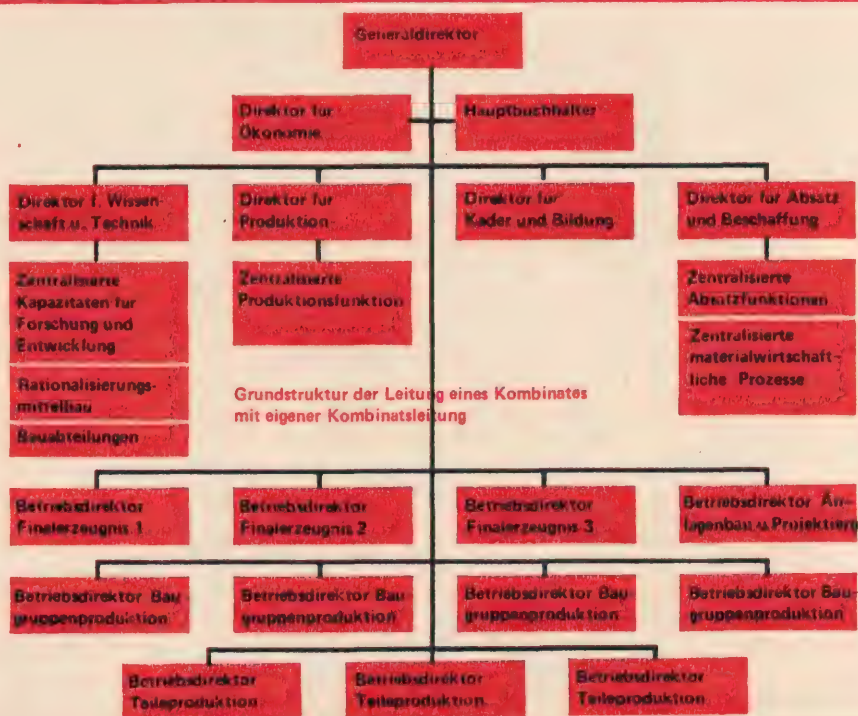 Generaldirektor
Direktor für
Ökonomie
Hauptbuchhalter
Direktor f. Wissen-
schaft u. Technik
Direktor für
Produktion
Direktor für
Kader und Bildung
Direktor für Absatz
und Beschaffung
Zentralisierte
Kapazitäten für
Forschung und
Entwicklung
Rationalisierungs-
mittelbau
Bauabteilungen
Zentralisierte
Produktionsfunktion
Zentralisierte
Absatzfunktionen
Zentralisierte
materialwirtschaft-
liche Prozesse
Grundstruktur der Leitung eines Kombinates
mit eigener Kombinatsleitung
Betriebsdirektor
Finalerzeugnis 1
Betriebsdirektor
Finalerzeugnis 2
Betriebsdirektor
Finalerzeugnis 3
Betriebsdirektor An-
lagenbau u. Projektierg
Betriebsdirektor Bau-
gruppenproduktion
Betriebsdirektor Bau-
gruppenproduktion
Betriebsdirektor Bau-
gruppenproduktion
Betriebsdirektor Bau-
gruppenproduktion
Betriebsdirektor
Teileproduktion
Betriebsdirektor
Teileproduktion
Betriebsdirektor
Teileproduktion